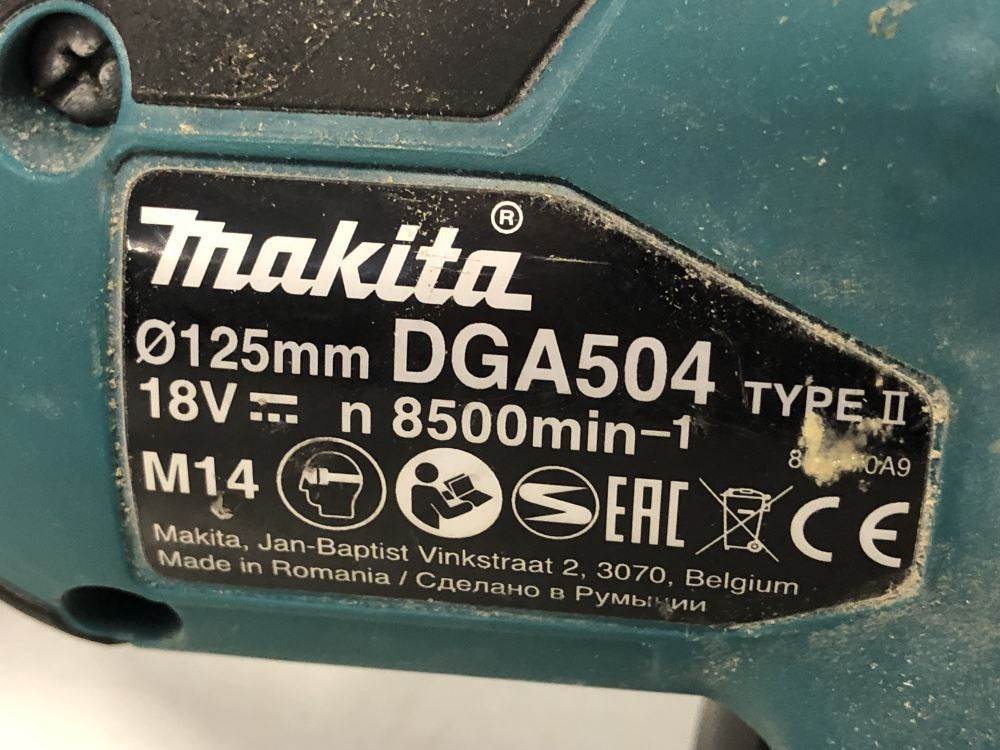 makita®
Ø125mm DGA504 TYPE II
18V n 8500min-1
M14 EAC CE
Makita, Jan-Baptist Vinkstraat 2, 3070, Belgium
Made in Romania / Сделано в Румынии